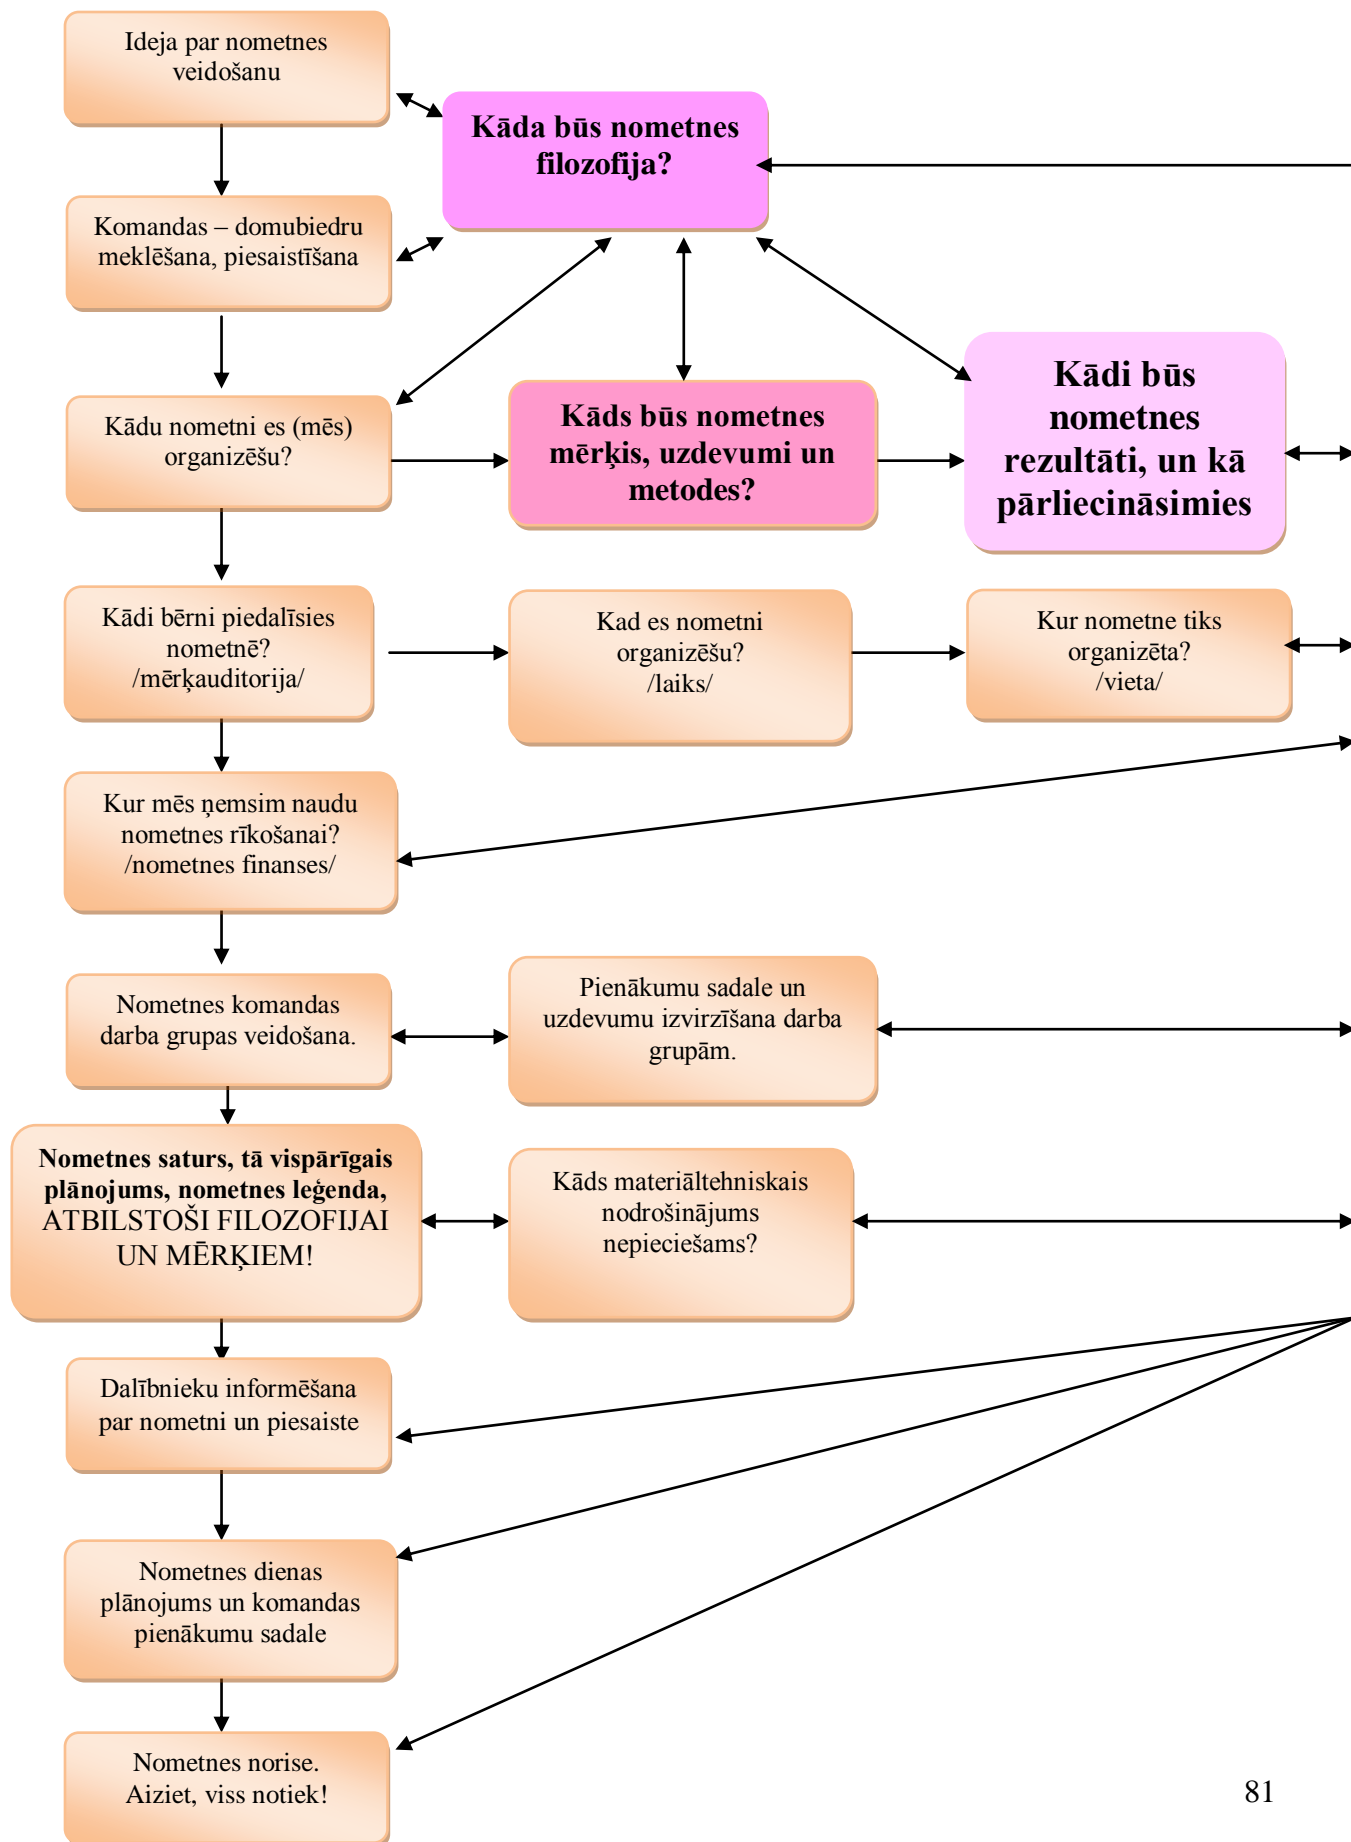 Ideja par nometnes
veidošanu
Kāda būs nometnes
filozofija?
Komandas – domubiedru
meklēšana, piesaistīšana
Kādu nometni es (mēs)
organizēšu?
Kāds būs nometnes
mērķis, uzdevumi un
metodes?
Kādi būs
nometnes
rezultāti, un kā
pārliecināsimies
Kādi bērni piedalīsies
nometnē?
/mērķauditorija/
Kad es nometni
organizēšu?
/laiks/
Kur nometne tiks
organizēta?
/vieta/
Kur mēs ņemsim naudu
nometnes rīkošanai?
/nometnes finanses/
Nometnes komandas
darba grupas veidošana.
Pienākumu sadale un
uzdevumu izvirzīšana darba
grupām.
Nometnes saturs, tā vispārīgais
plānojums, nometnes leģenda,
ATBILSTOŠI FILOZOFIJAI
UN MĒRĶIEM!
Kāds materiāltehniskais
nodrošinājums
nepieciešams?
Dalībnieku informēšana
par nometni un piesaiste
Nometnes dienas
plānojums un komandas
pienākumu sadale
Nometnes norise.
Aiziet, viss notiek!
81